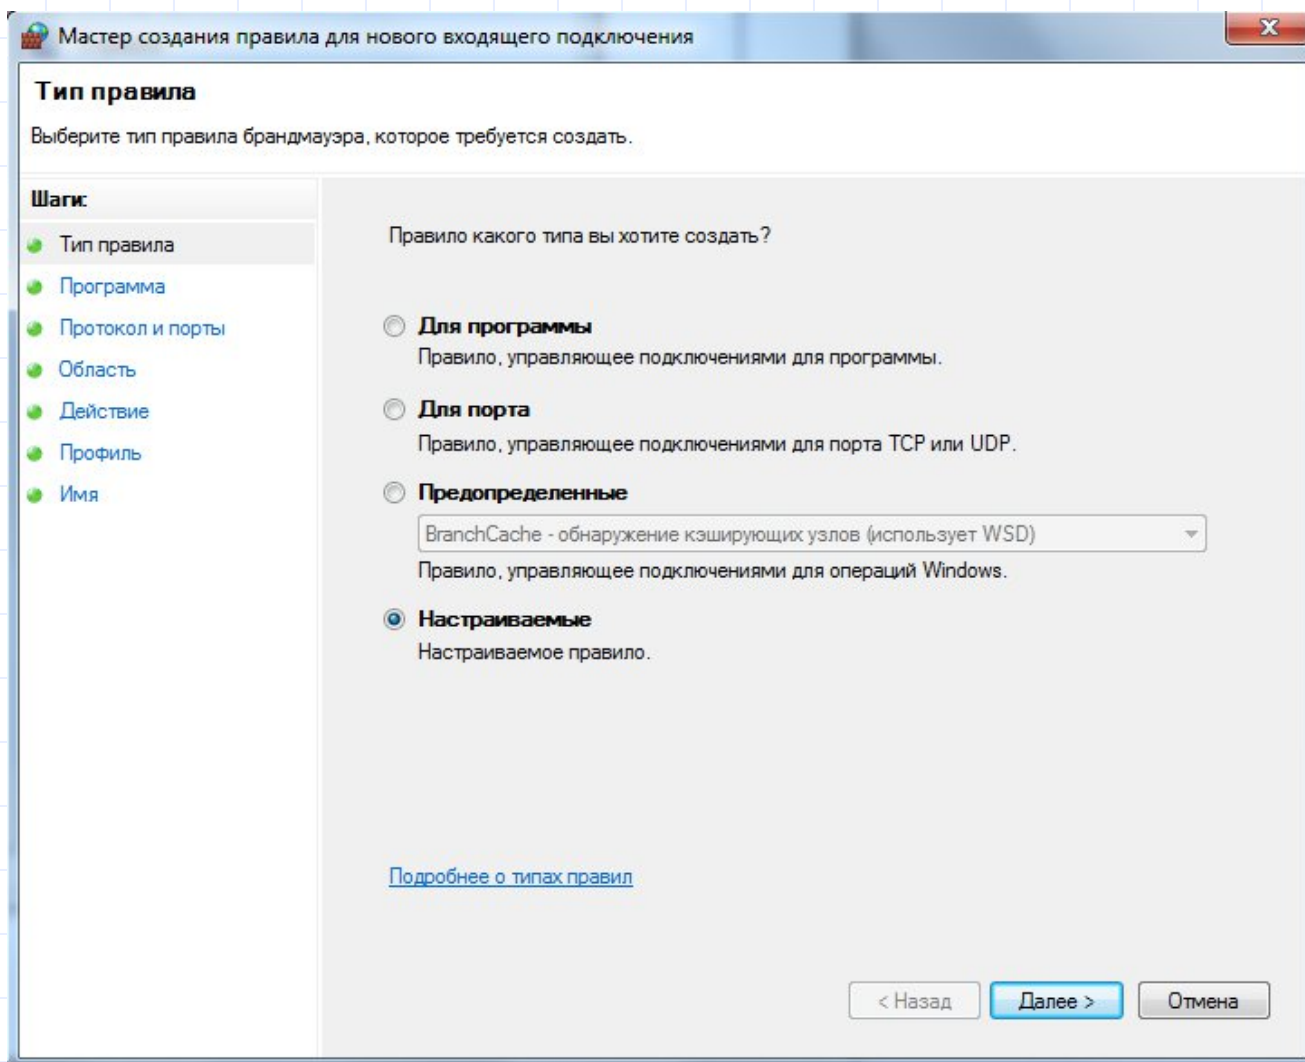 Мастер создания правила для нового входящего подключения
X
Тип правила
Выберите тип правила брандмауэра, которое требуется создать.
Шаги:
Тип правила
Программа
Протокол и порты
Область
Действие
Профиль
Имя
Правило какого типа вы хотите создать?
Для программы
Правило, управляющее подключениями для программы.
Для порта
Правило, управляющее подключениями для порта TCP или UDP.
Предопределенные
BranchCache - обнаружение кэширующих узлов (использует WSD)
Правило, управляющее подключениями для операций Windows.
Настраиваемые
Настраиваемое правило.
Подробнее о типах правил
< Назад
Далее >
Отмена